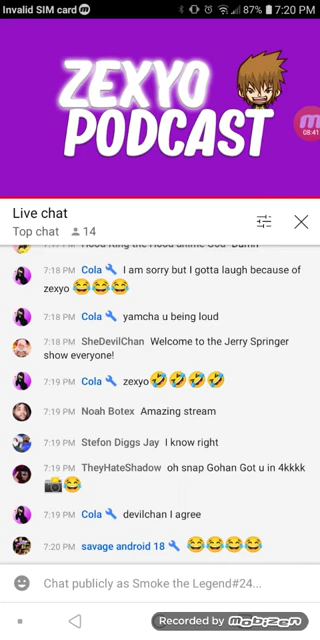 Invalid SIM card 87% 7:20 PM
ZEXYO
PODCAST
08:41
Live chat
Top chat 14
7:18 PM Cola I am sorry but I gotta laugh because of
zexyo 😂😂😂
7:18 PM Cola yamcha u being loud
7:18 PM SheDevilChan Welcome to the Jerry Springer
show everyone!
7:19 PM Cola zexyo🤣🤣🤣🤣
7:19 PM Noah Botex Amazing stream
7:19 PM Stefon Diggs Jay I know right
7:19 PM TheyHateShadow oh snap Gohan Got u in 4kkkk
📸😂
7:19 PM Cola devilchan I agree
7:20 PM savage android 18 😂😂😂😂
Chat publicly as Smoke the Legend#24...
Recorded by Mobizen